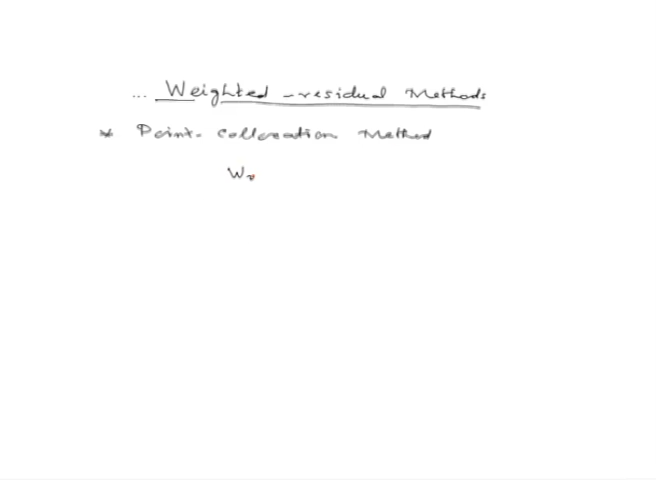 ... Weighted-residual Methods
* Point-Collocation Method
W